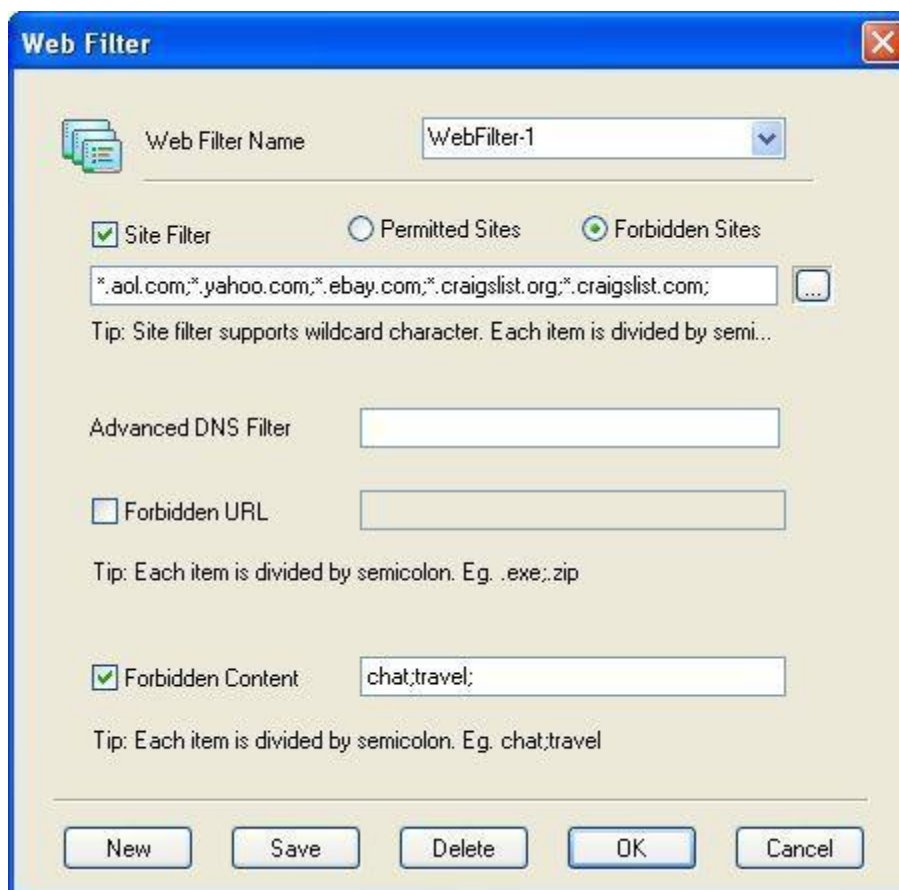 Web Filter
Web Filter Name WebFilter-1
Site Filter Permitted Sites Forbidden Sites
*.aol.com;*.yahoo.com;*.ebay.com;*.craigslist.org;*.craigslist.com; ...
Tip: Site filter supports wildcard character. Each item is divided by semi...
Advanced DNS Filter
Forbidden URL
Tip: Each item is divided by semicolon. Eg. .exe;.zip
Forbidden Content chat;travel;
Tip: Each item is divided by semicolon. Eg. chat;travel
New Save Delete OK Cancel